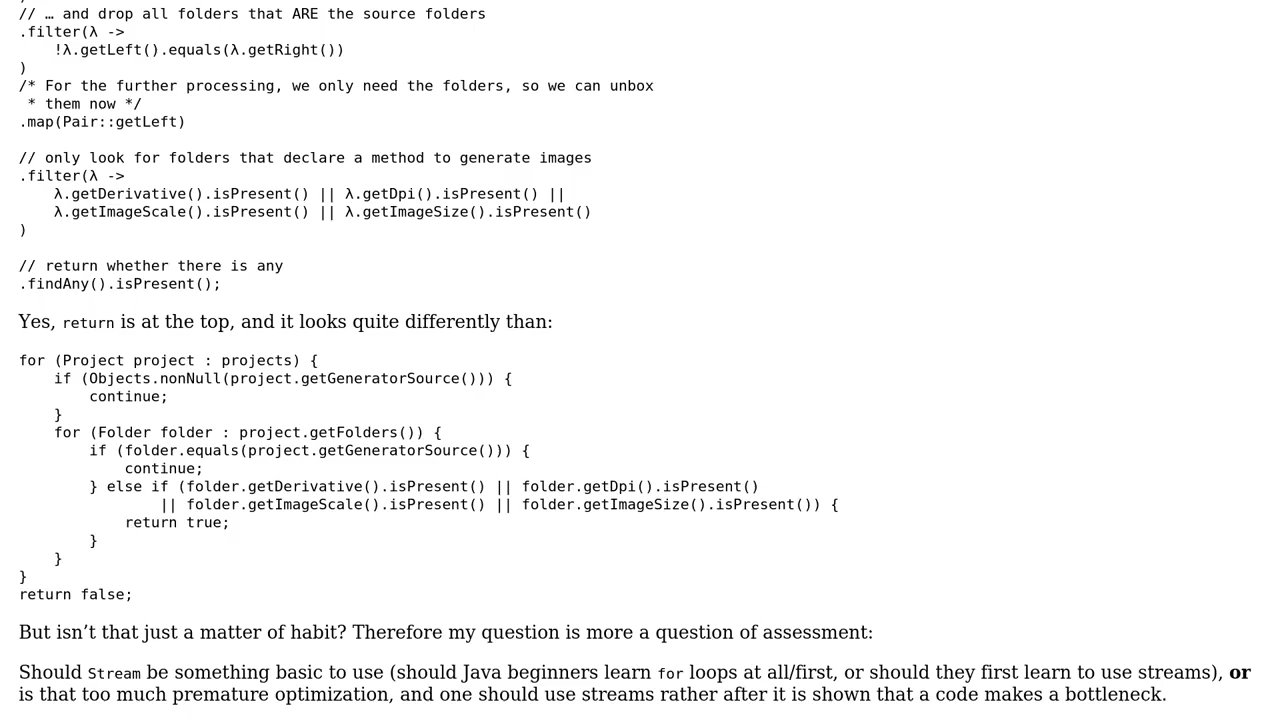 // … and drop all folders that ARE the source folders
.filter(λ ->
    !λ.getLeft().equals(λ.getRight())
)
/* For the further processing, we only need the folders, so we can unbox
 * them now */
.map(Pair::getLeft)

// only look for folders that declare a method to generate images
.filter(λ ->
    λ.getDerivative().isPresent() || λ.getDpi().isPresent() ||
    λ.getImageScale().isPresent() || λ.getImageSize().isPresent()
)

// return whether there is any
.findAny().isPresent();

Yes, return is at the top, and it looks quite differently than:

for (Project project : projects) {
    if (Objects.nonNull(project.getGeneratorSource())) {
        continue;
    }
    for (Folder folder : project.getFolders()) {
        if (folder.equals(project.getGeneratorSource())) {
            continue;
        } else if (folder.getDerivative().isPresent() || folder.getDpi().isPresent()
                || folder.getImageScale().isPresent() || folder.getImageSize().isPresent()) {
            return true;
        }
    }
}
return false;

But isn’t that just a matter of habit? Therefore my question is more a question of assessment:

Should Stream be something basic to use (should Java beginners learn for loops at all/first, or should they first learn to use streams), or
is that too much premature optimization, and one should use streams rather after it is shown that a code makes a bottleneck.